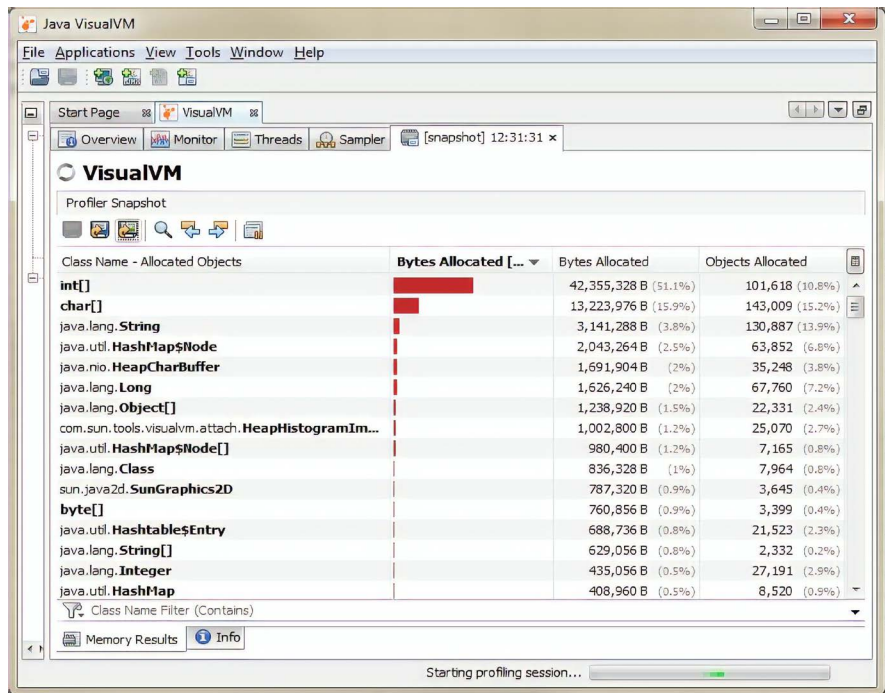 Java VisualVM
File Applications View Tools Window Help
Start Page VisualVM
Overview Monitor Threads Sampler [snapshot] 12:31:31
VisualVM
Profiler Snapshot
Class Name - Allocated Objects Bytes Allocated [... Bytes Allocated Objects Allocated
int[] 42,355,328 B (51.1%) 101,618 (10.8%)
char[] 13,223,976 B (15.9%) 143,009 (15.2%)
java.lang.String 3,141,288 B (3.8%) 130,887 (13.9%)
java.util.HashMap$Node 2,043,264 B (2.5%) 63,852 (6.8%)
java.nio.HeapCharBuffer 1,691,904 B (2%) 35,248 (3.8%)
java.lang.Long 1,626,240 B (2%) 67,760 (7.2%)
java.lang.Object[] 1,238,920 B (1.5%) 22,331 (2.4%)
com.sun.tools.visualvm.attach.HeapHistogramIm... 1,002,800 B (1.2%) 25,070 (2.7%)
java.util.HashMap$Node[] 980,400 B (1.2%) 7,165 (0.8%)
java.lang.Class 836,328 B (1%) 7,964 (0.8%)
sun.java2d.SunGraphics2D 787,320 B (0.9%) 3,645 (0.4%)
byte[] 760,856 B (0.9%) 3,399 (0.4%)
java.util.Hashtable$Entry 688,736 B (0.8%) 21,523 (2.3%)
java.lang.String[] 629,056 B (0.8%) 2,332 (0.2%)
java.lang.Integer 435,056 B (0.5%) 27,191 (2.9%)
java.util.HashMap 408,960 B (0.5%) 8,520 (0.9%)
Class Name Filter (Contains)
Memory Results Info
Starting profiling session...